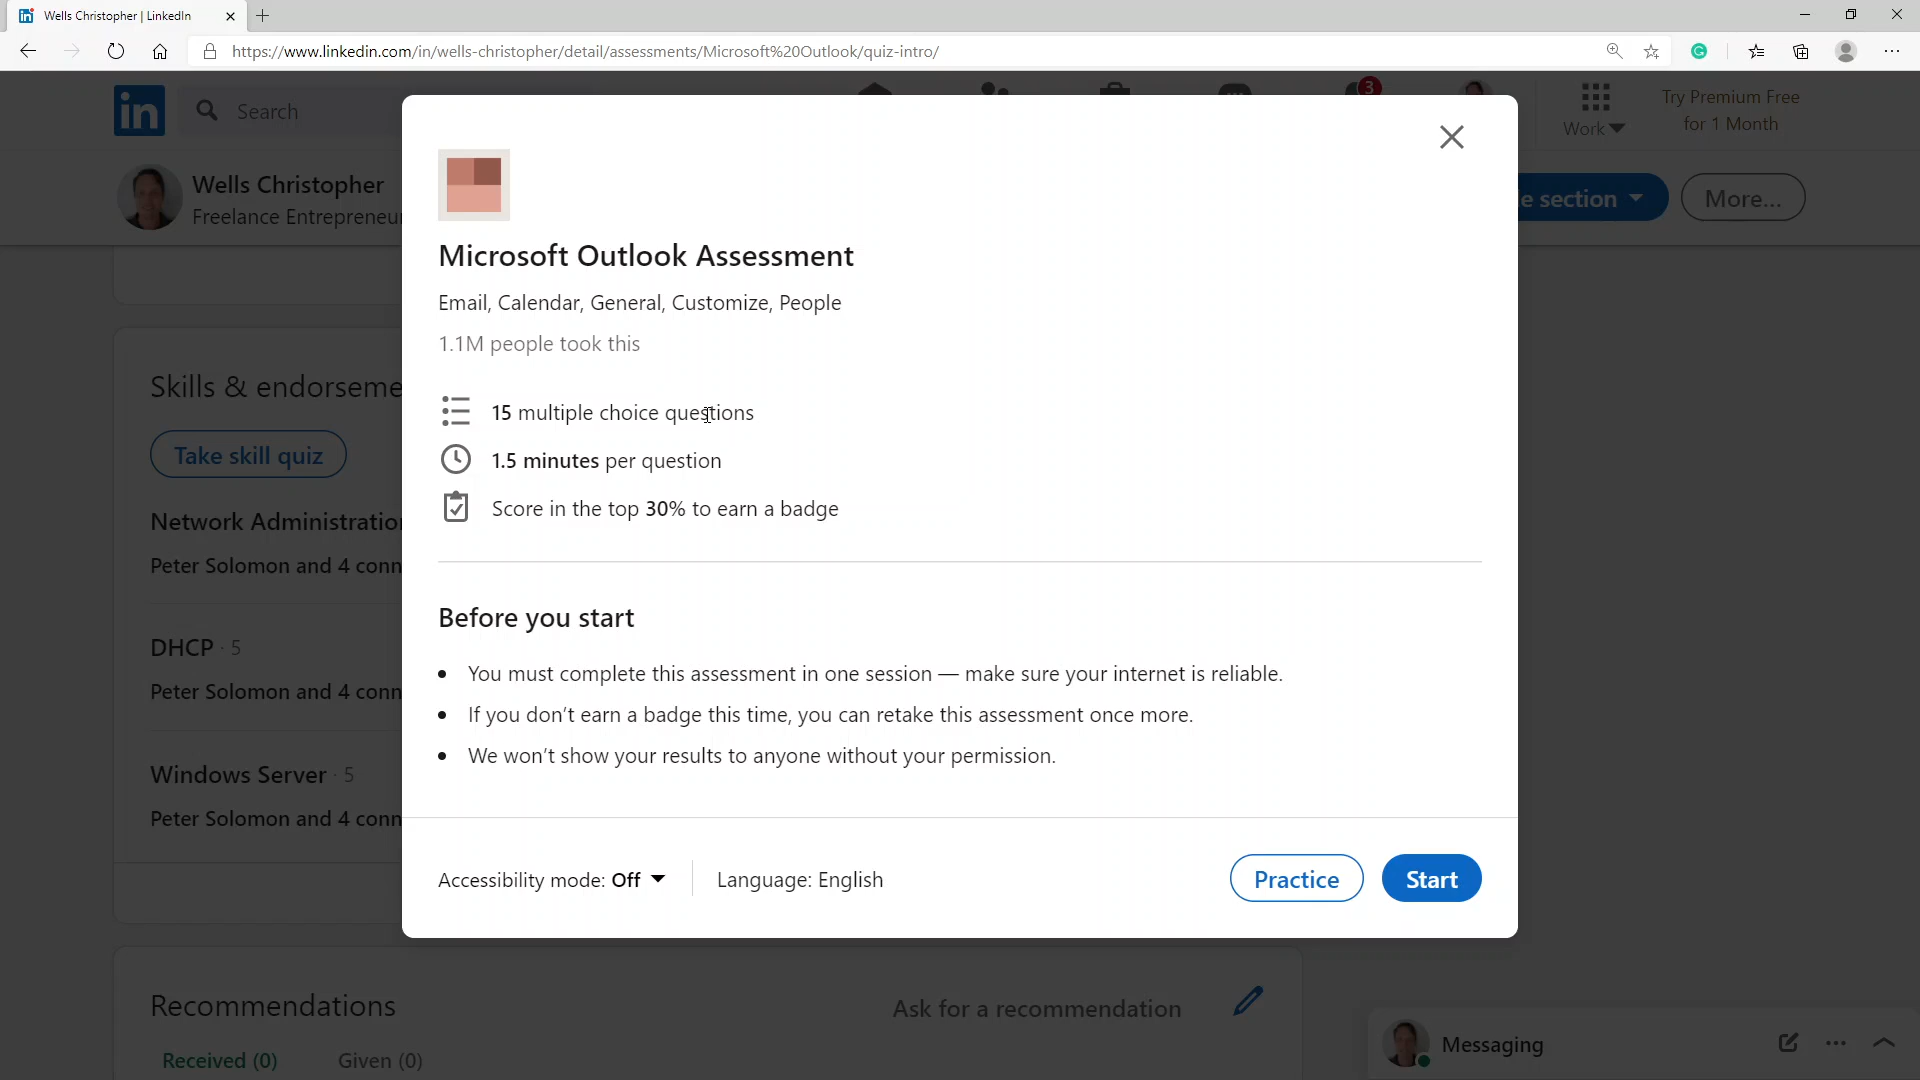 Wells Christopher | LinkedIn
https://www.linkedin.com/in/wells-christopher/detail/assessments/Microsoft%20Outlook/quiz-intro/
in
Search
3
Work
Try Premium Free
for 1 Month
Wells Christopher
Freelance Entrepreneur
e section
More...
Microsoft Outlook Assessment
Email, Calendar, General, Customize, People
1.1M people took this
15 multiple choice questions
1.5 minutes per question
Score in the top 30% to earn a badge
Before you start
• You must complete this assessment in one session — make sure your internet is reliable.
• If you don't earn a badge this time, you can retake this assessment once more.
• We won't show your results to anyone without your permission.
Accessibility mode: Off
Language: English
Practice
Start
Skills & endorseme
Take skill quiz
Network Administratio
Peter Solomon and 4 conn
DHCP · 5
Peter Solomon and 4 conn
Windows Server · 5
Peter Solomon and 4 conn
Recommendations
Ask for a recommendation
Received (0)
Given (0)
Messaging